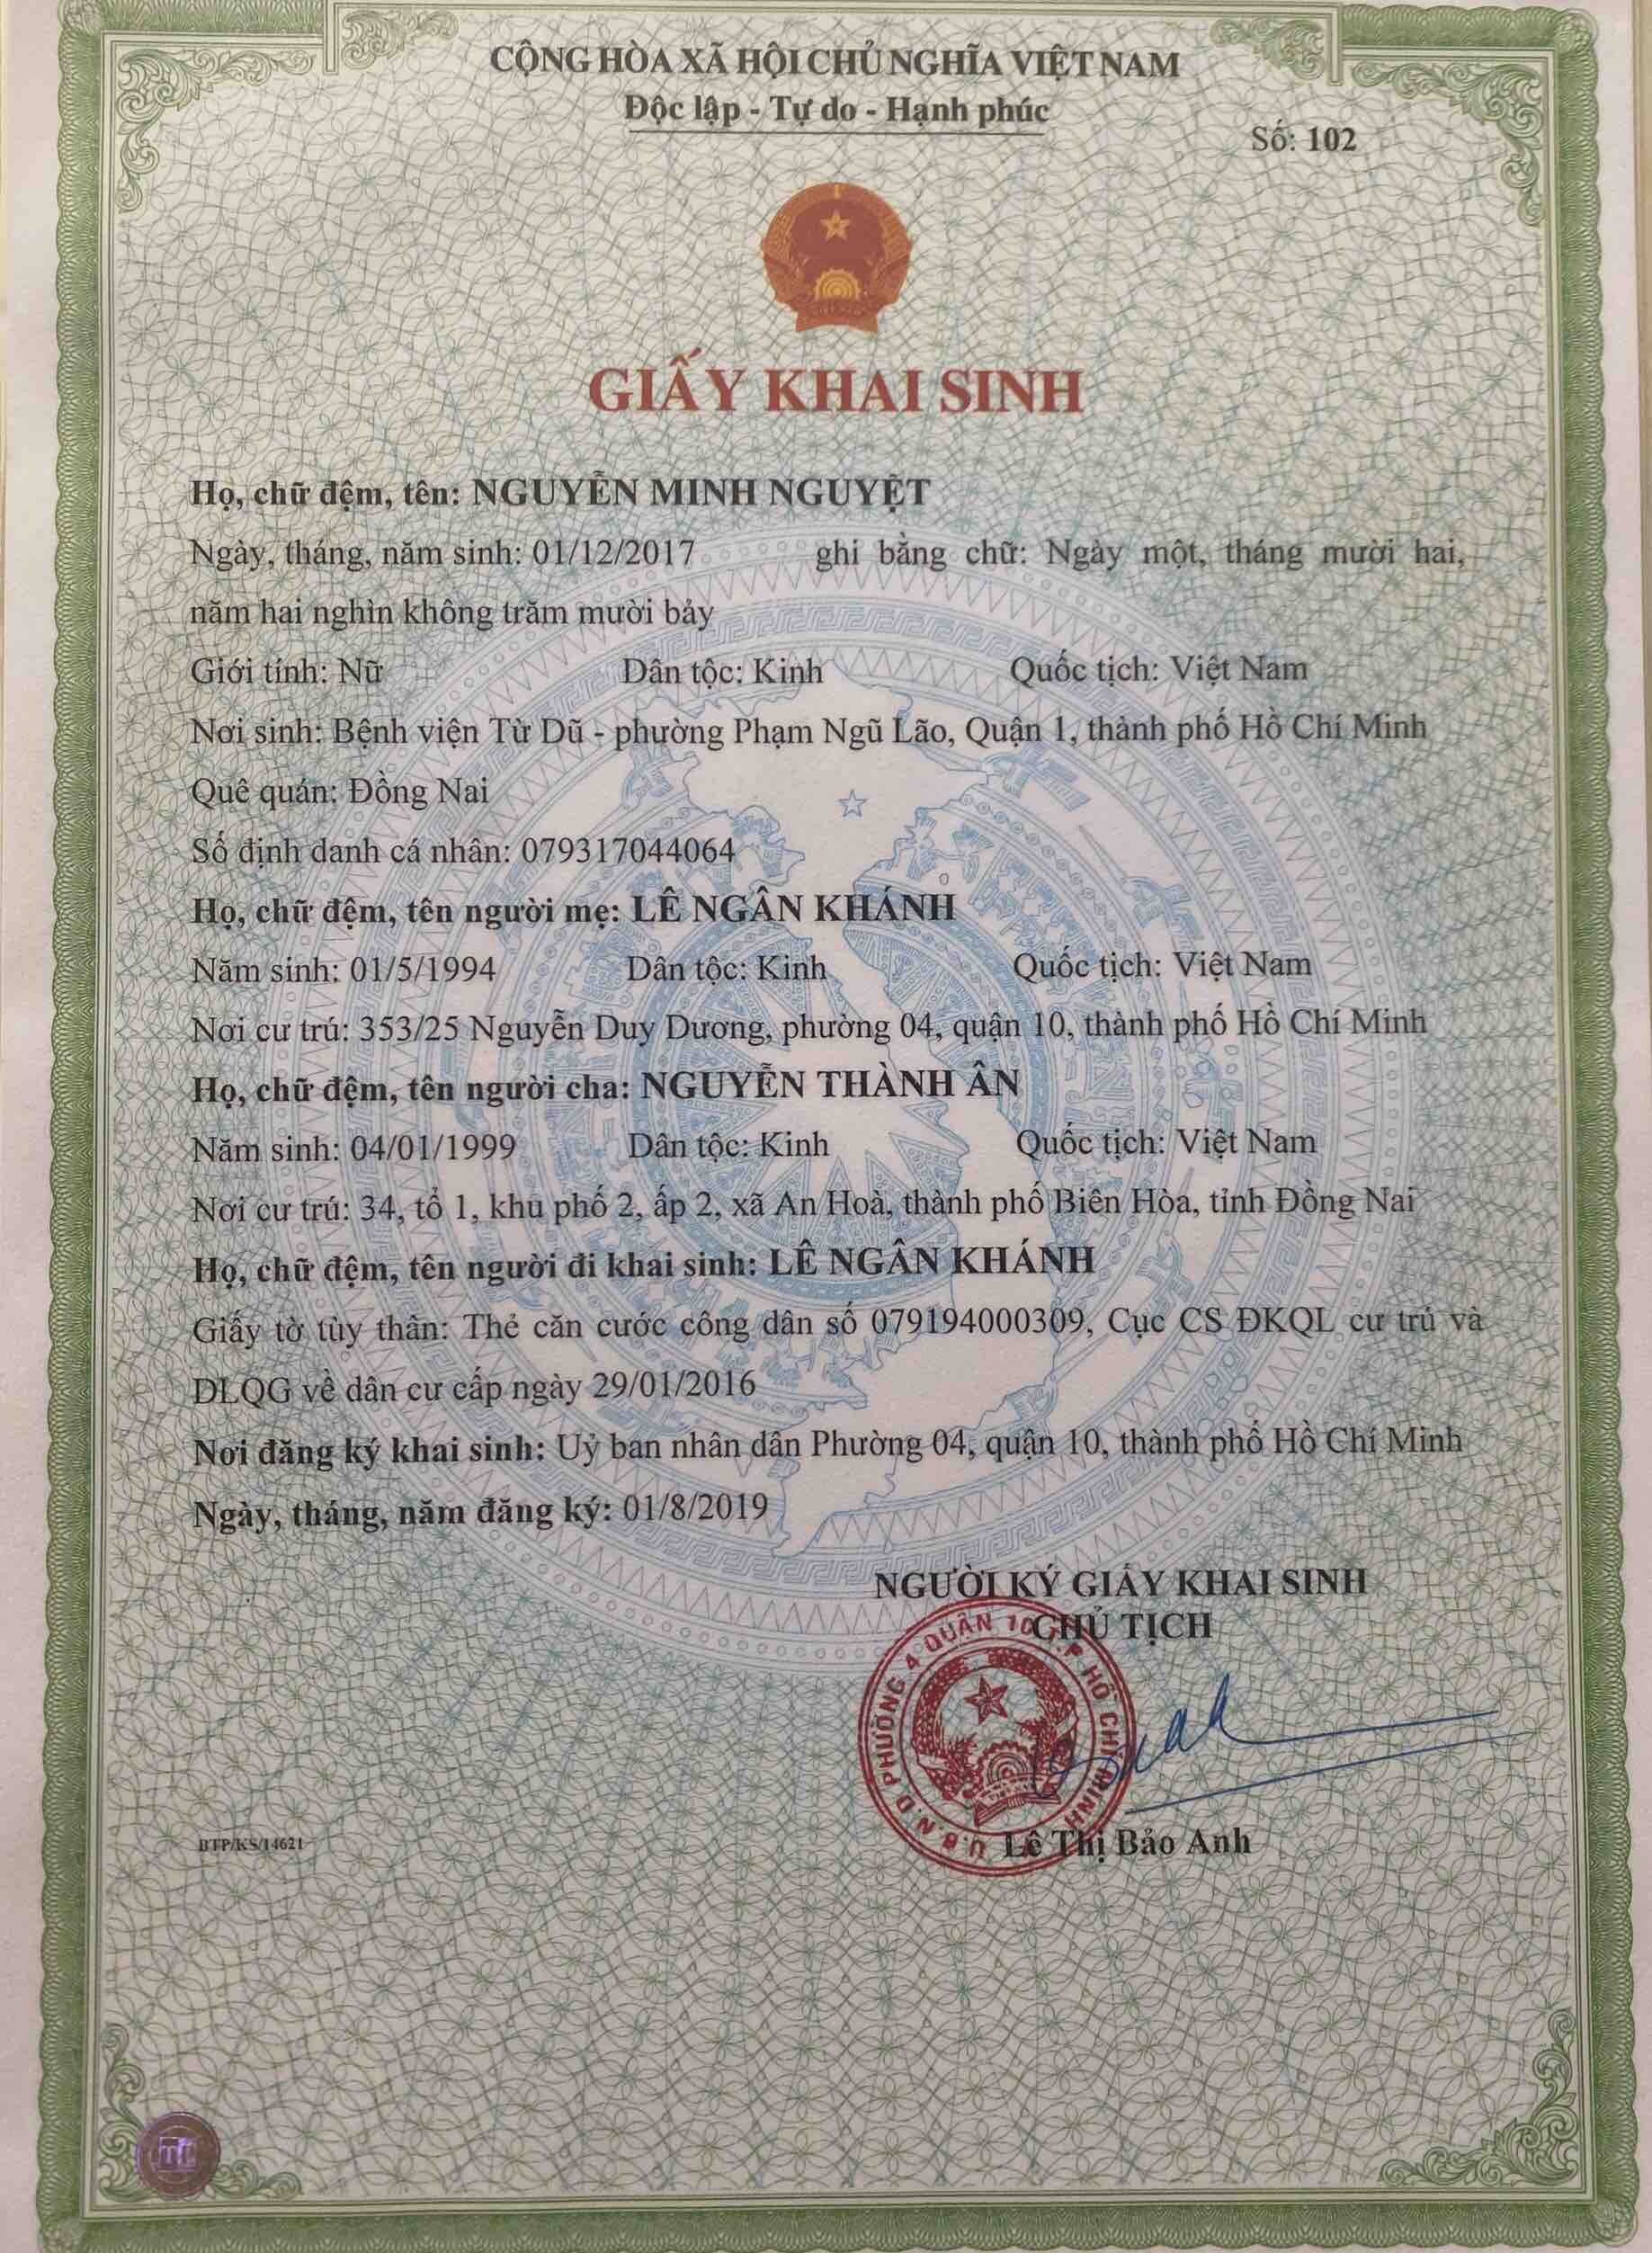 CỘNG HÒA XÃ HỘI CHỦ NGHĨA VIỆT NAM
Độc lập - Tự do - Hạnh phúc
Số: 102
GIẤY KHAI SINH
Họ, chữ đệm, tên: NGUYỄN MINH NGUYỆT
Ngày, tháng, năm sinh: 01/12/2017 ghi bằng chữ: Ngày một, tháng mười hai,
năm hai nghìn không trăm mười bảy
Giới tính: Nữ Dân tộc: Kinh Quốc tịch: Việt Nam
Nơi sinh: Bệnh viện Từ Dũ - phường Phạm Ngũ Lão, Quận 1, thành phố Hồ Chí Minh
Quê quán: Đồng Nai
Số định danh cá nhân: 079317044064
Họ, chữ đệm, tên người mẹ: LÊ NGÂN KHÁNH
Năm sinh: 01/5/1994 Dân tộc: Kinh Quốc tịch: Việt Nam
Nơi cư trú: 353/25 Nguyễn Duy Dương, phường 04, quận 10, thành phố Hồ Chí Minh
Họ, chữ đệm, tên người cha: NGUYỄN THÀNH ÂN
Năm sinh: 04/01/1999 Dân tộc: Kinh Quốc tịch: Việt Nam
Nơi cư trú: 34, tổ 1, khu phố 2, ấp 2, xã An Hoà, thành phố Biên Hòa, tỉnh Đồng Nai
Họ, chữ đệm, tên người đi khai sinh: LÊ NGÂN KHÁNH
Giấy tờ tùy thân: Thẻ căn cước công dân số 079194000309, Cục CS ĐKQL cư trú và
DLQG về dân cư cấp ngày 29/01/2016
Nơi đăng ký khai sinh: Uỷ ban nhân dân Phường 04, quận 10, thành phố Hồ Chí Minh
Ngày, tháng, năm đăng ký: 01/8/2019
NGƯỜI KÝ GIẤY KHAI SINH
CHỦ TỊCH
U.B.N.D PHƯỜNG 4 QUẬN 10 T.P HỒ CHÍ MINH
Lê Thị Bảo Anh
BTP/KS/14621